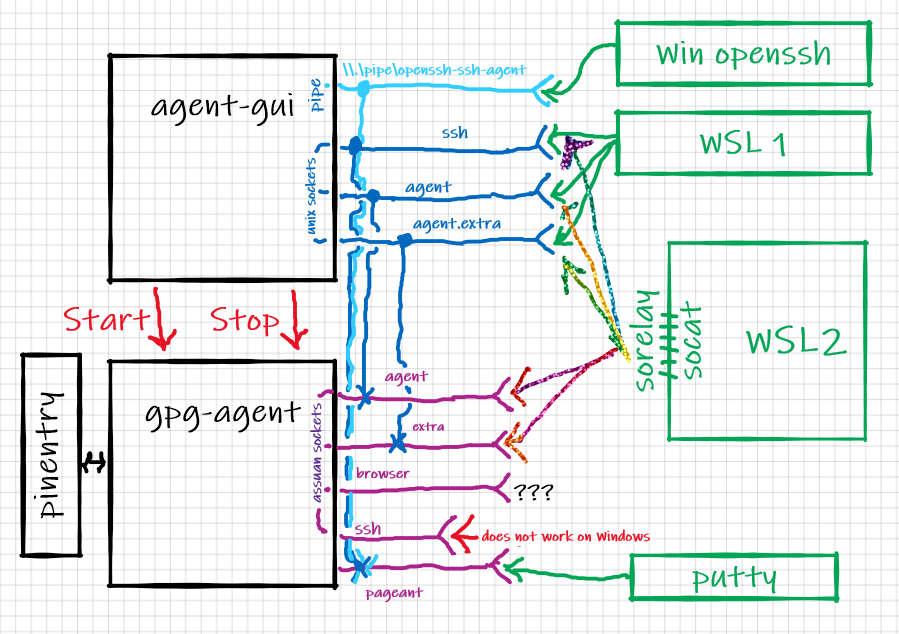 Win openssh
\\.\pipe\openssh-ssh-agent
pipe
agent-gui
ssh
WSL 1
unix sockets
agent
agent.extra
Start
Stop
sorelay
socat
WSL2
pinentry
gpg-agent
assuan sockets
agent
extra
browser
???
ssh
does not work on Windows
pageant
putty